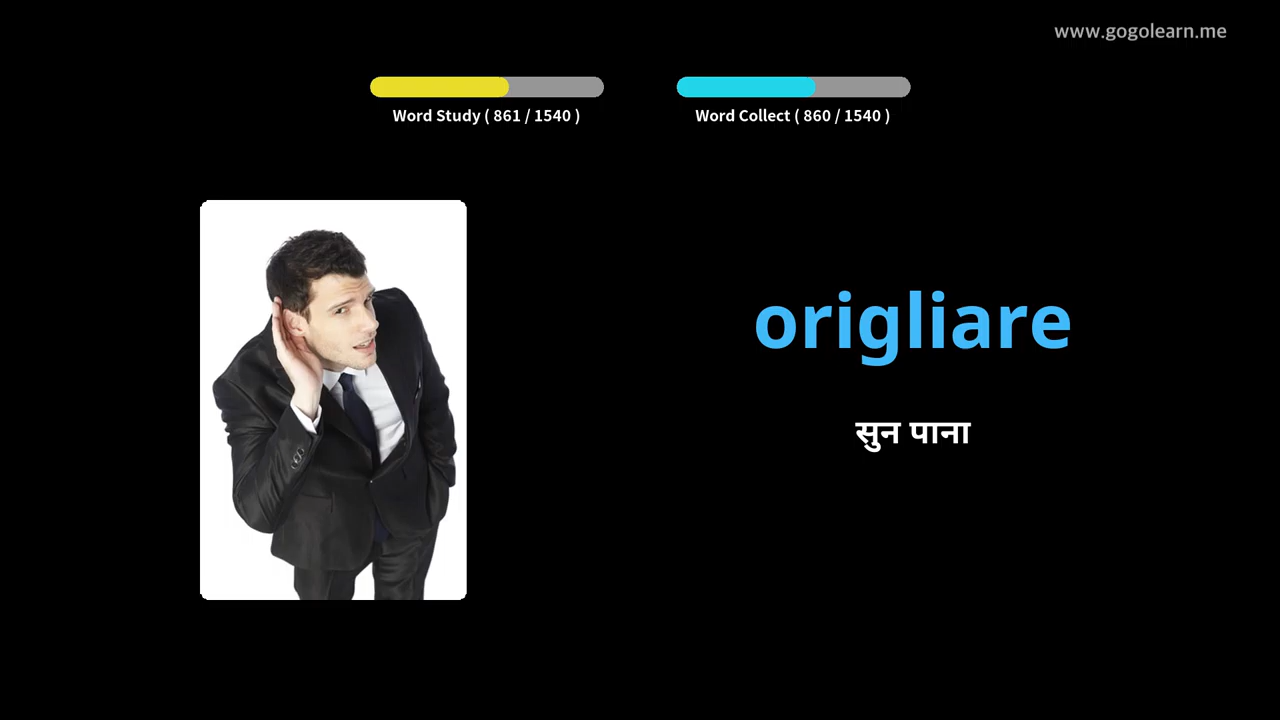 www.gogolearn.me
Word Study ( 861 / 1540 )
Word Collect ( 860 / 1540 )
origliare
सुन पाना